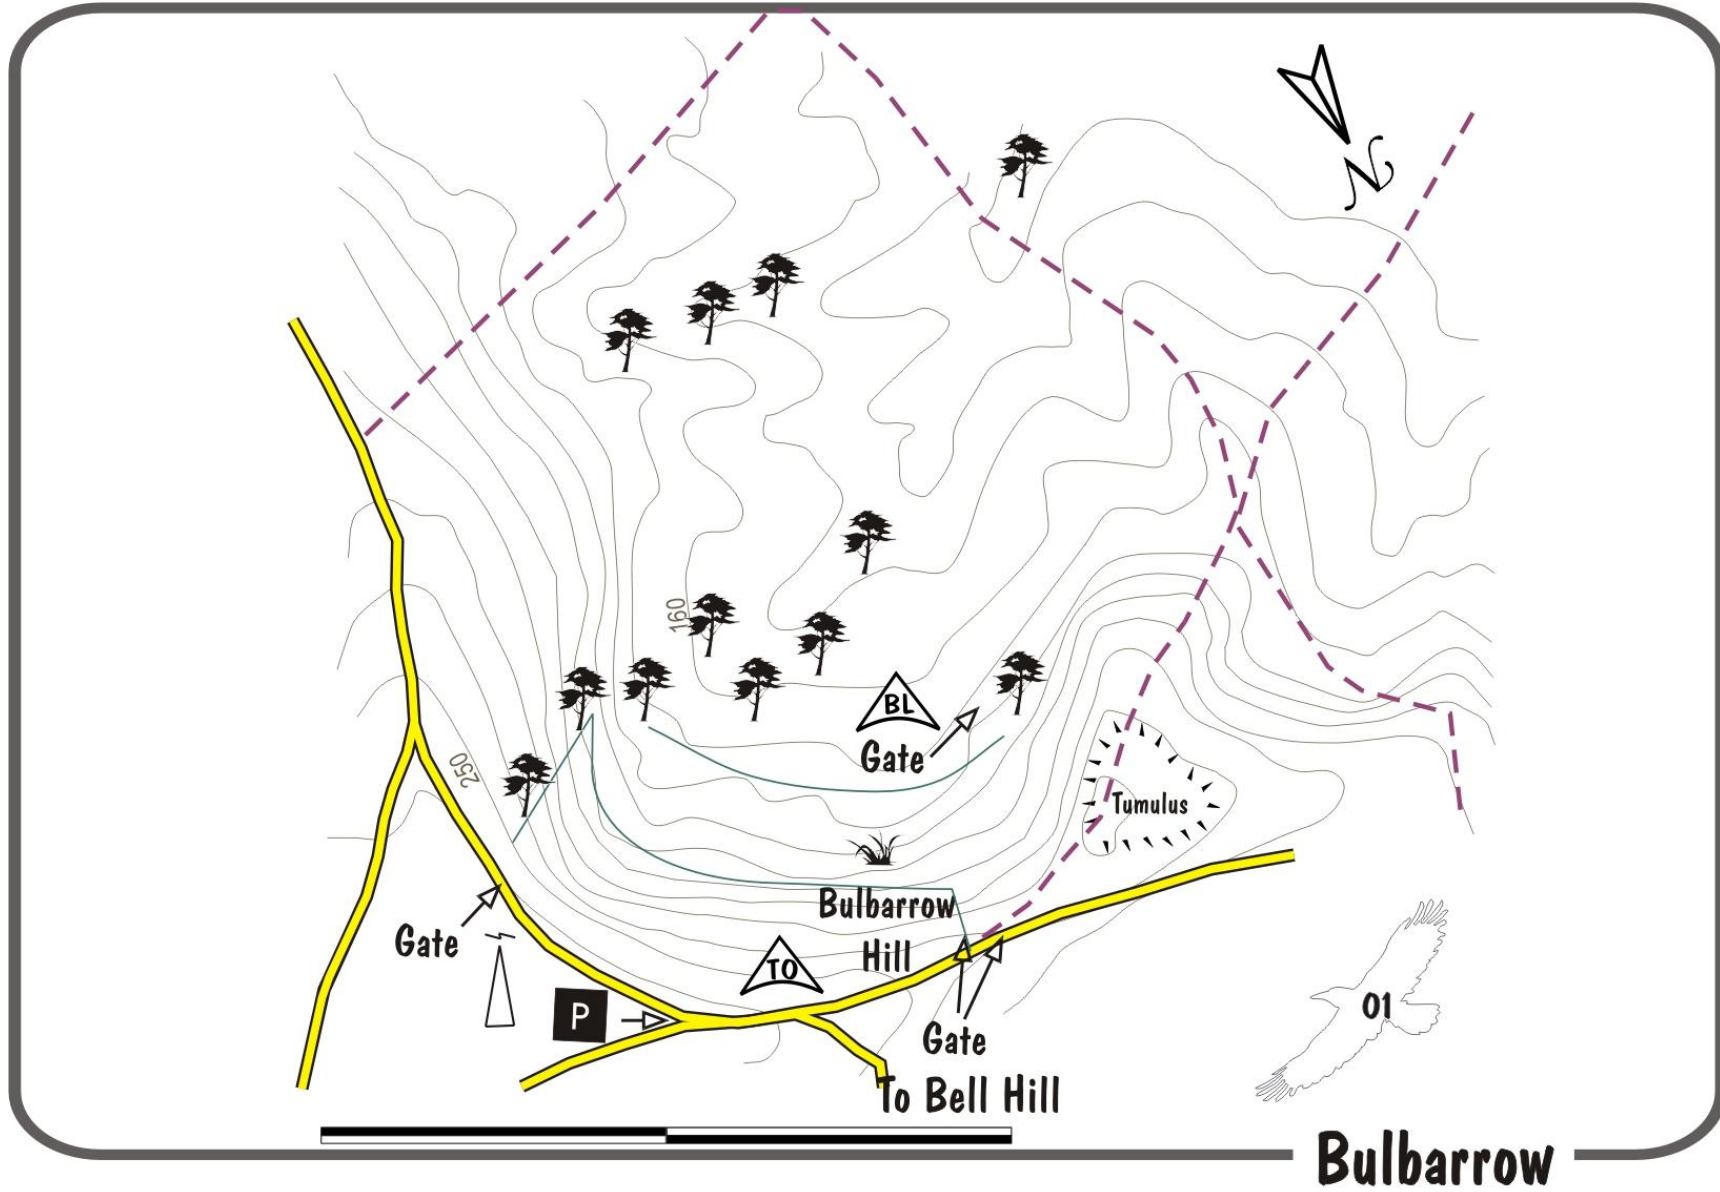 N
160
BL
Gate
250
Tumulus
Bulbarrow
Hill
Gate
TO
P
01
Gate
To Bell Hill
Bulbarrow